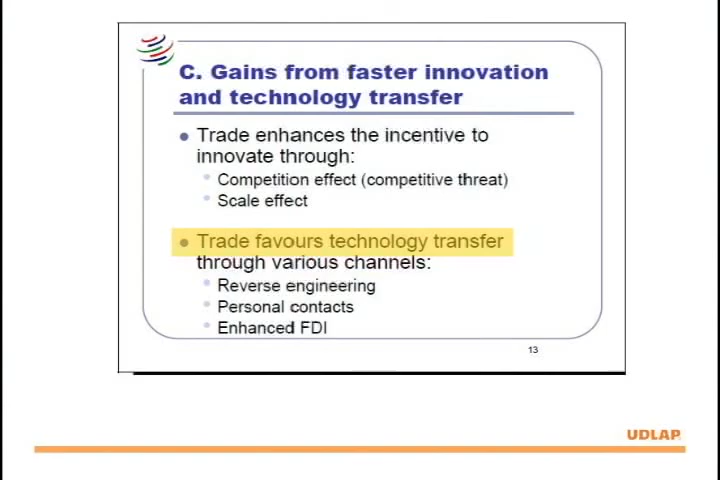 C. Gains from faster innovation
and technology transfer
Trade enhances the incentive to
innovate through:
Competition effect (competitive threat)
Scale effect
Trade favours technology transfer
through various channels:
Reverse engineering
Personal contacts
Enhanced FDI
13
UDLAP